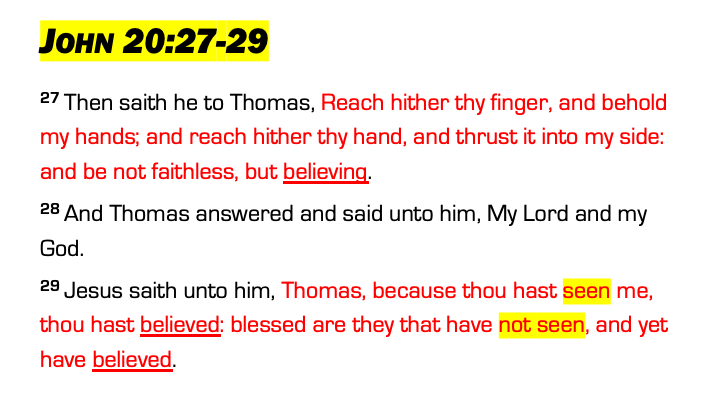 JOHN 20:27-29
27 Then saith he to Thomas, Reach hither thy finger, and behold
my hands; and reach hither thy hand, and thrust it into my side:
and be not faithless, but believing.
28 And Thomas answered and said unto him, My Lord and my
God.
29 Jesus saith unto him, Thomas, because thou hast seen me,
thou hast believed: blessed are they that have not seen, and yet
have believed.